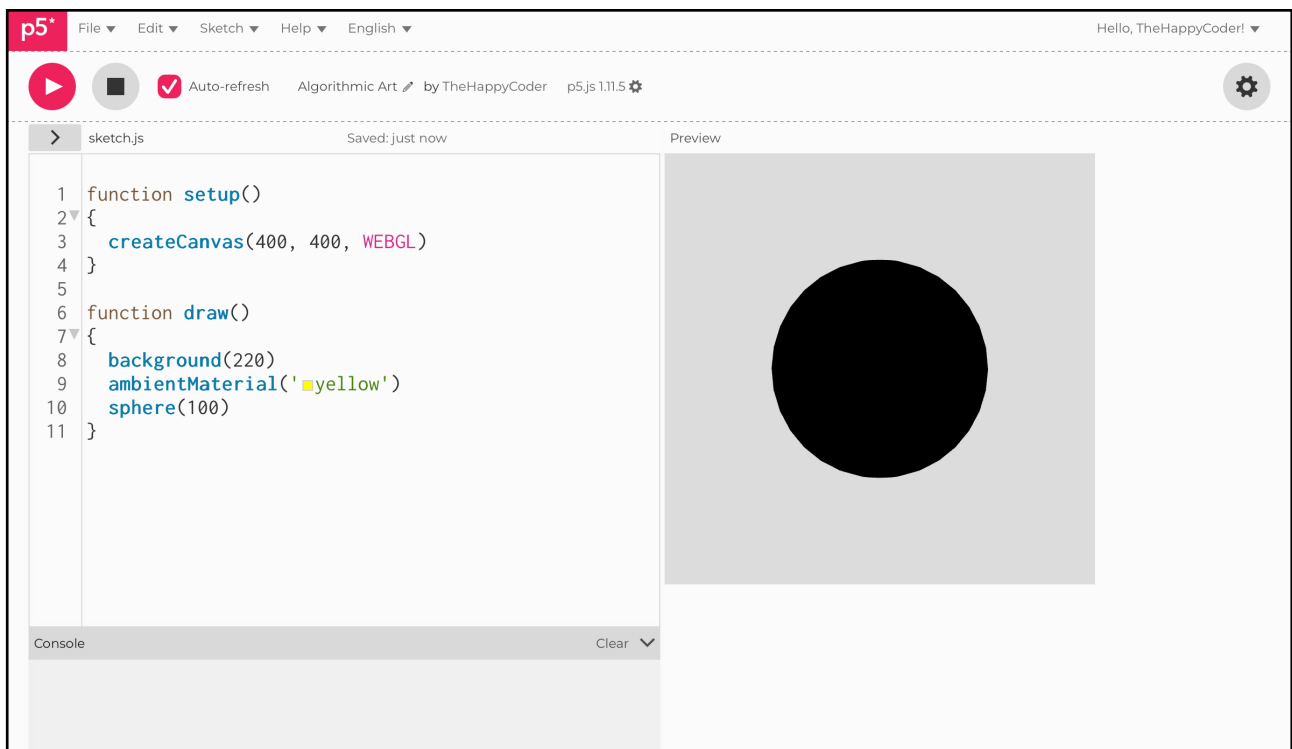 p5* File Edit Sketch Help English Hello, TheHappyCoder!
Auto-refresh Algorithmic Art by TheHappyCoder p5.js 1.11.5
sketch.js Saved: just now Preview
1 function setup()
2 {
3 createCanvas(400, 400, WEBGL)
4 }
5
6 function draw()
7 {
8 background(220)
9 ambientMaterial('yellow')
10 sphere(100)
11 }
Console Clear